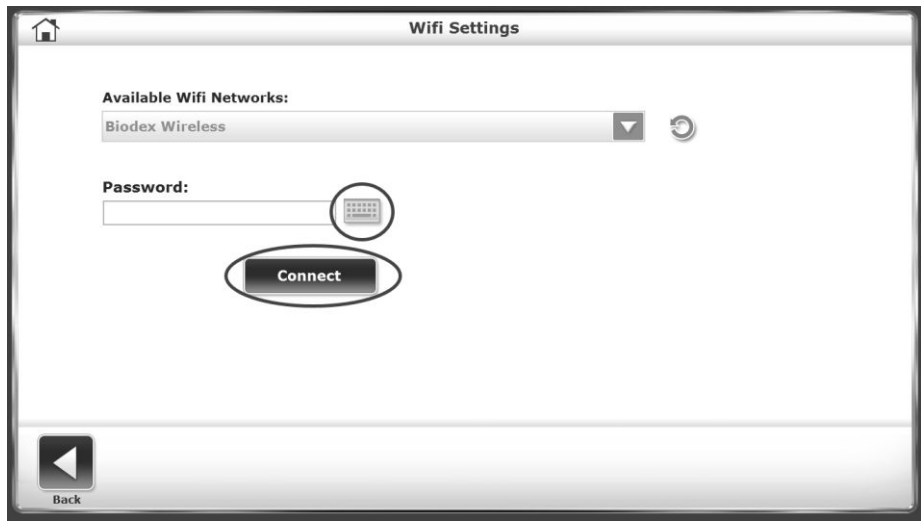 Wifi Settings
Available Wifi Networks:
Biodex Wireless
Password:
Connect
Back